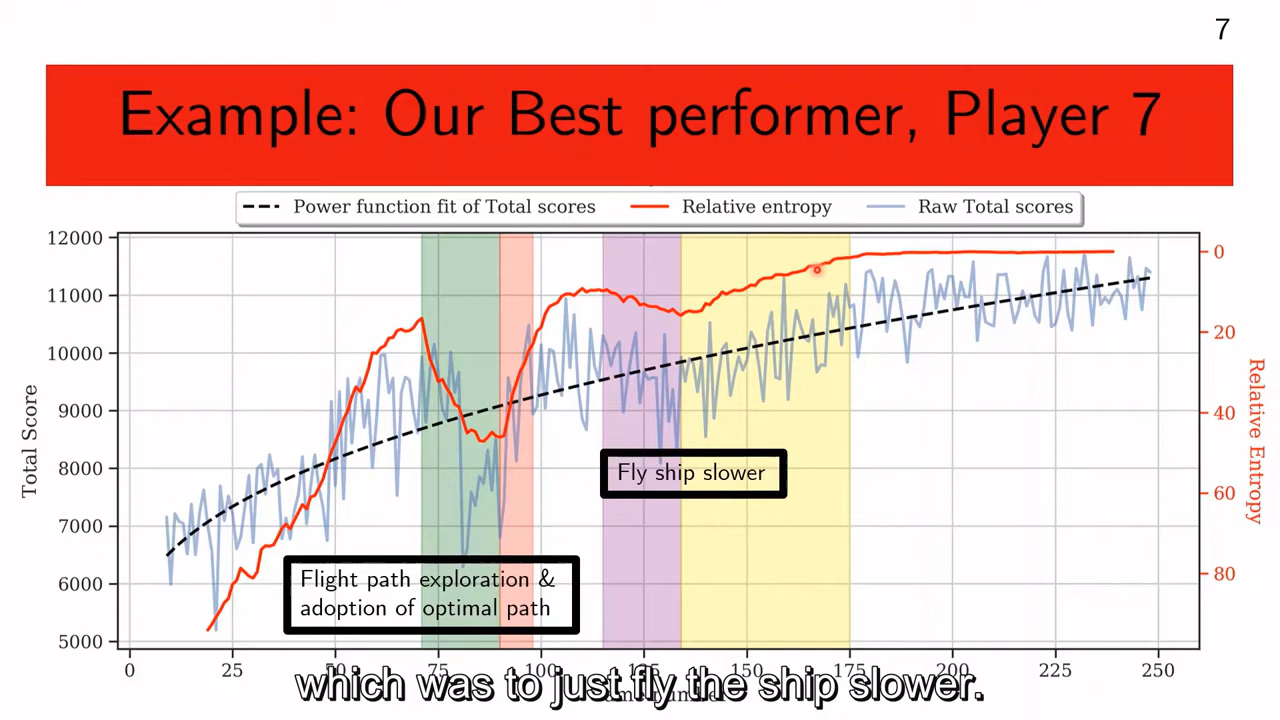 7
Example: Our Best performer, Player 7
Power function fit of Total scores Relative entropy Raw Total scores
12000
11000
10000
9000
8000
7000
6000
5000
Total Score
0
20
40
60
80
Relative Entropy
Fly ship slower
Flight path exploration &
adoption of optimal path
0 25 50 75 100 125 150 175 200 225 250
which was to just fly the ship slower.